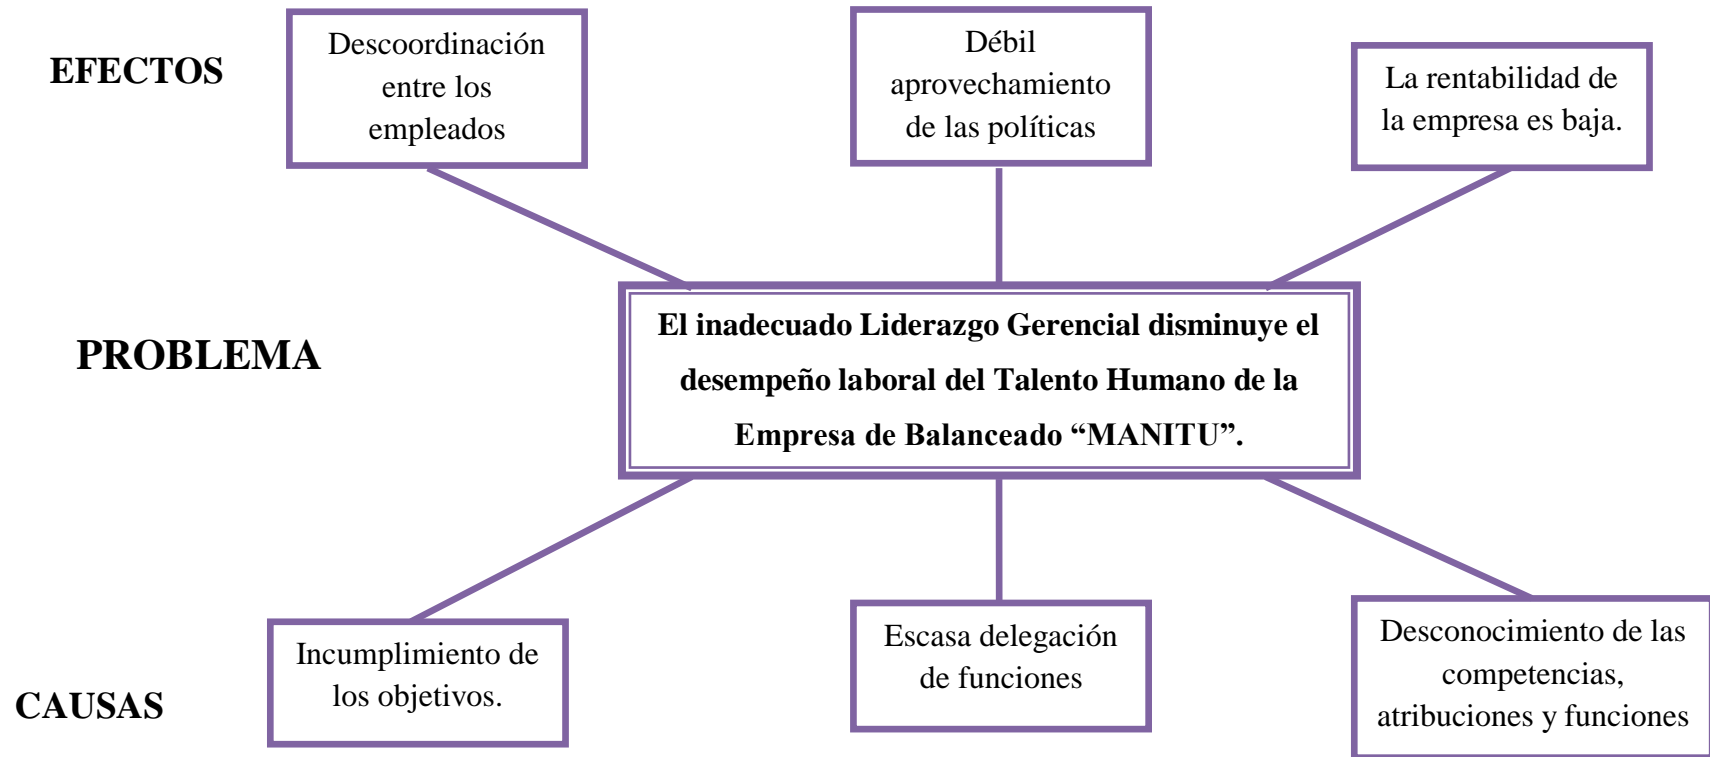 EFECTOS
Descoordinación
entre los
empleados
Débil
aprovechamiento
de las políticas
La rentabilidad de
la empresa es baja.
PROBLEMA
El inadecuado Liderazgo Gerencial disminuye el
desempeño laboral del Talento Humano de la
Empresa de Balanceado “MANITU”.
CAUSAS
Incumplimiento de
los objetivos.
Escasa delegación
de funciones
Desconocimiento de las
competencias,
atribuciones y funciones